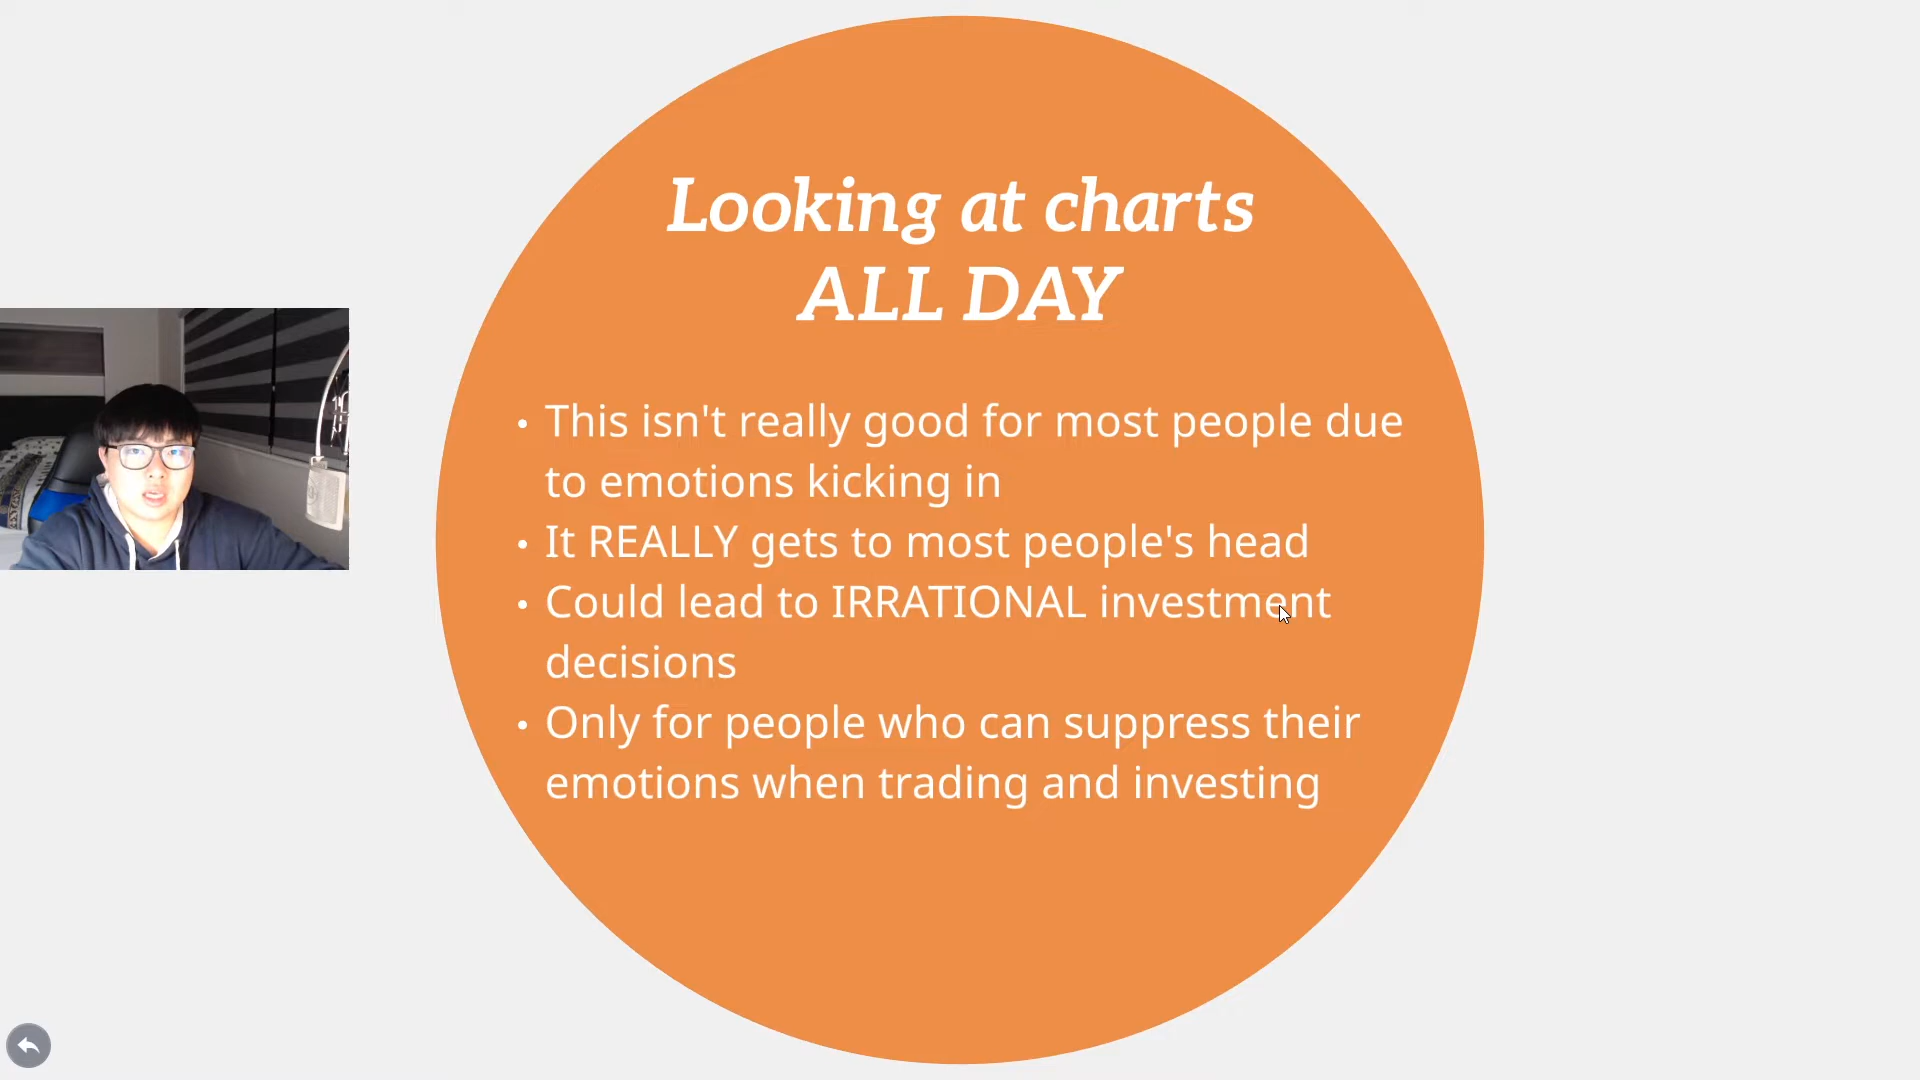 Looking at charts
ALL DAY
• This isn't really good for most people due
to emotions kicking in
• It REALLY gets to most people's head
• Could lead to IRRATIONAL investment
decisions
• Only for people who can suppress their
emotions when trading and investing